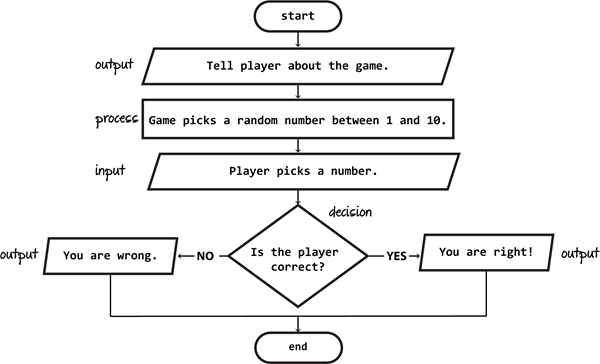 start
output
Tell player about the game.
process
Game picks a random number between 1 and 10.
input
Player picks a number.
decision
output
You are wrong.
NO
Is the player
correct?
YES
You are right!
output
end